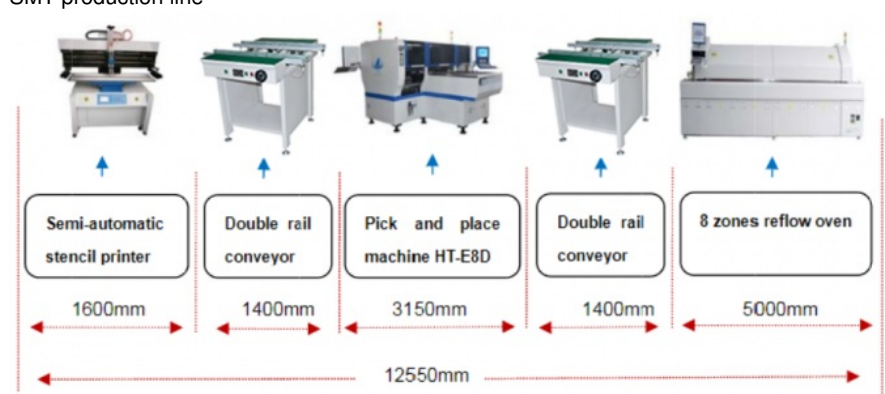 SMT production line
Semi-automatic
stencil printer
Double rail
conveyor
Pick and place
machine HT-E8D
Double rail
conveyor
8 zones reflow oven
1600mm
1400mm
3150mm
1400mm
5000mm
12550mm